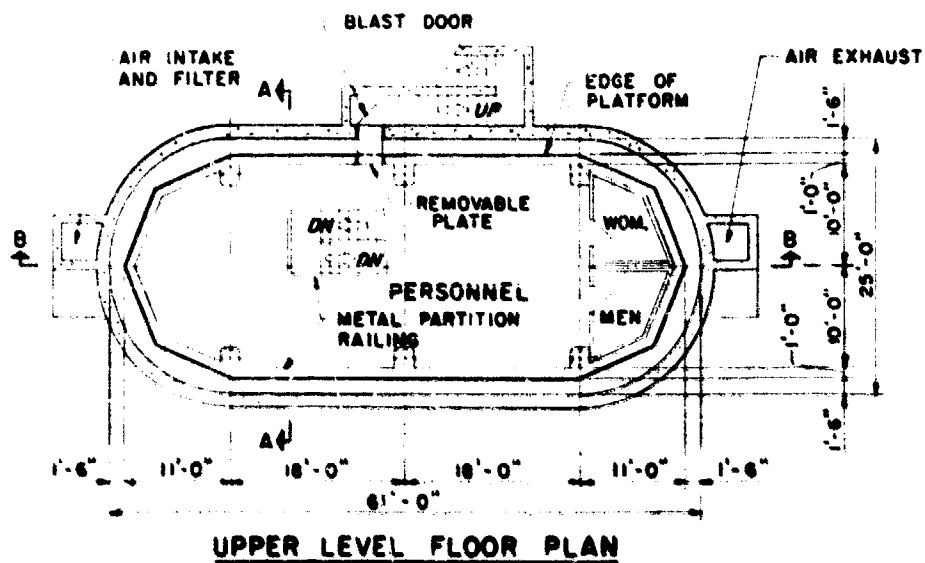 BLAST DOOR
AIR INTAKE
AND FILTER
A
UP
EDGE OF
PLATFORM
AIR EXHAUST
1'-6"
1'-0"
10'-0"
REMOVABLE
PLATE
WOM.
DN
DN
B
B
25'-0"
PERSONNEL
METAL PARTITION
RAILING
MEN
1'-0"
10'-0"
1'-6"
A
1'-6" 11'-0" 18'-0" 18'-0" 11'-0" 1'-6"
61'-0"
UPPER LEVEL FLOOR PLAN